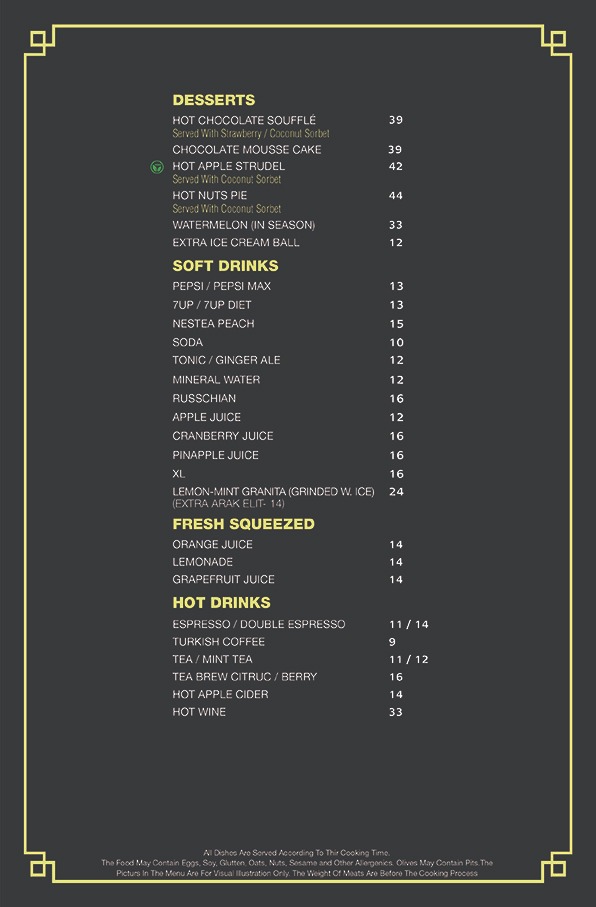 DESSERTS
HOT CHOCOLATE SOUFFLÉ 39
Served With Strawberry / Coconut Sorbet
CHOCOLATE MOUSSE CAKE 39
HOT APPLE STRUDEL 42
Served With Coconut Sorbet
HOT NUTS PIE 44
Served With Coconut Sorbet
WATERMELON (IN SEASON) 33
EXTRA ICE CREAM BALL 12
SOFT DRINKS
PEPSI / PEPSI MAX 13
7UP / 7UP DIET 13
NESTEA PEACH 15
SODA 10
TONIC / GINGER ALE 12
MINERAL WATER 12
RUSSCHIAN 16
APPLE JUICE 12
CRANBERRY JUICE 16
PINAPPLE JUICE 16
XL 16
LEMON-MINT GRANITA (GRINDED W. ICE) 24
(EXTRA ARAK ELIT- 14)
FRESH SQUEEZED
ORANGE JUICE 14
LEMONADE 14
GRAPEFRUIT JUICE 14
HOT DRINKS
ESPRESSO / DOUBLE ESPRESSO 11 / 14
TURKISH COFFEE 9
TEA / MINT TEA 11 / 12
TEA BREW CITRUC / BERRY 16
HOT APPLE CIDER 14
HOT WINE 33
All Dishes Are Served According To Thir Cooking Time.
The Food May Contain Eggs, Soy, Glutten, Oats, Nuts, Sesame and Other Allergenics. Olives May Contain Pits.The
Picturs In The Menu Are For Visual Illustration Only. The Weight Of Meats Are Before The Cooking Process